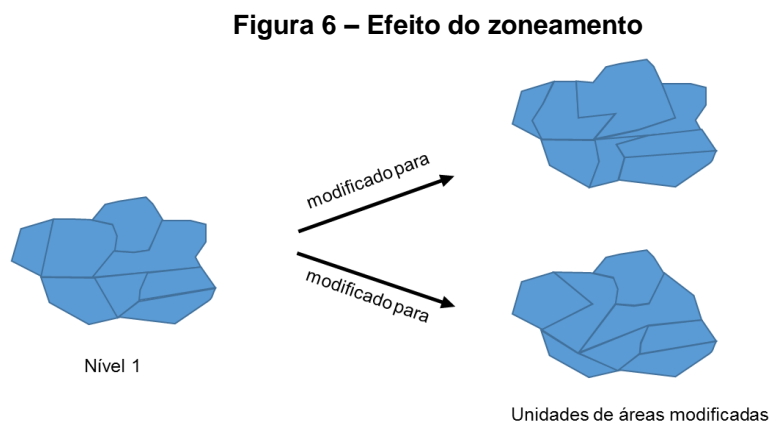 Figura 6 – Efeito do zoneamento
modificado para
modificado para
Nível 1
Unidades de áreas modificadas